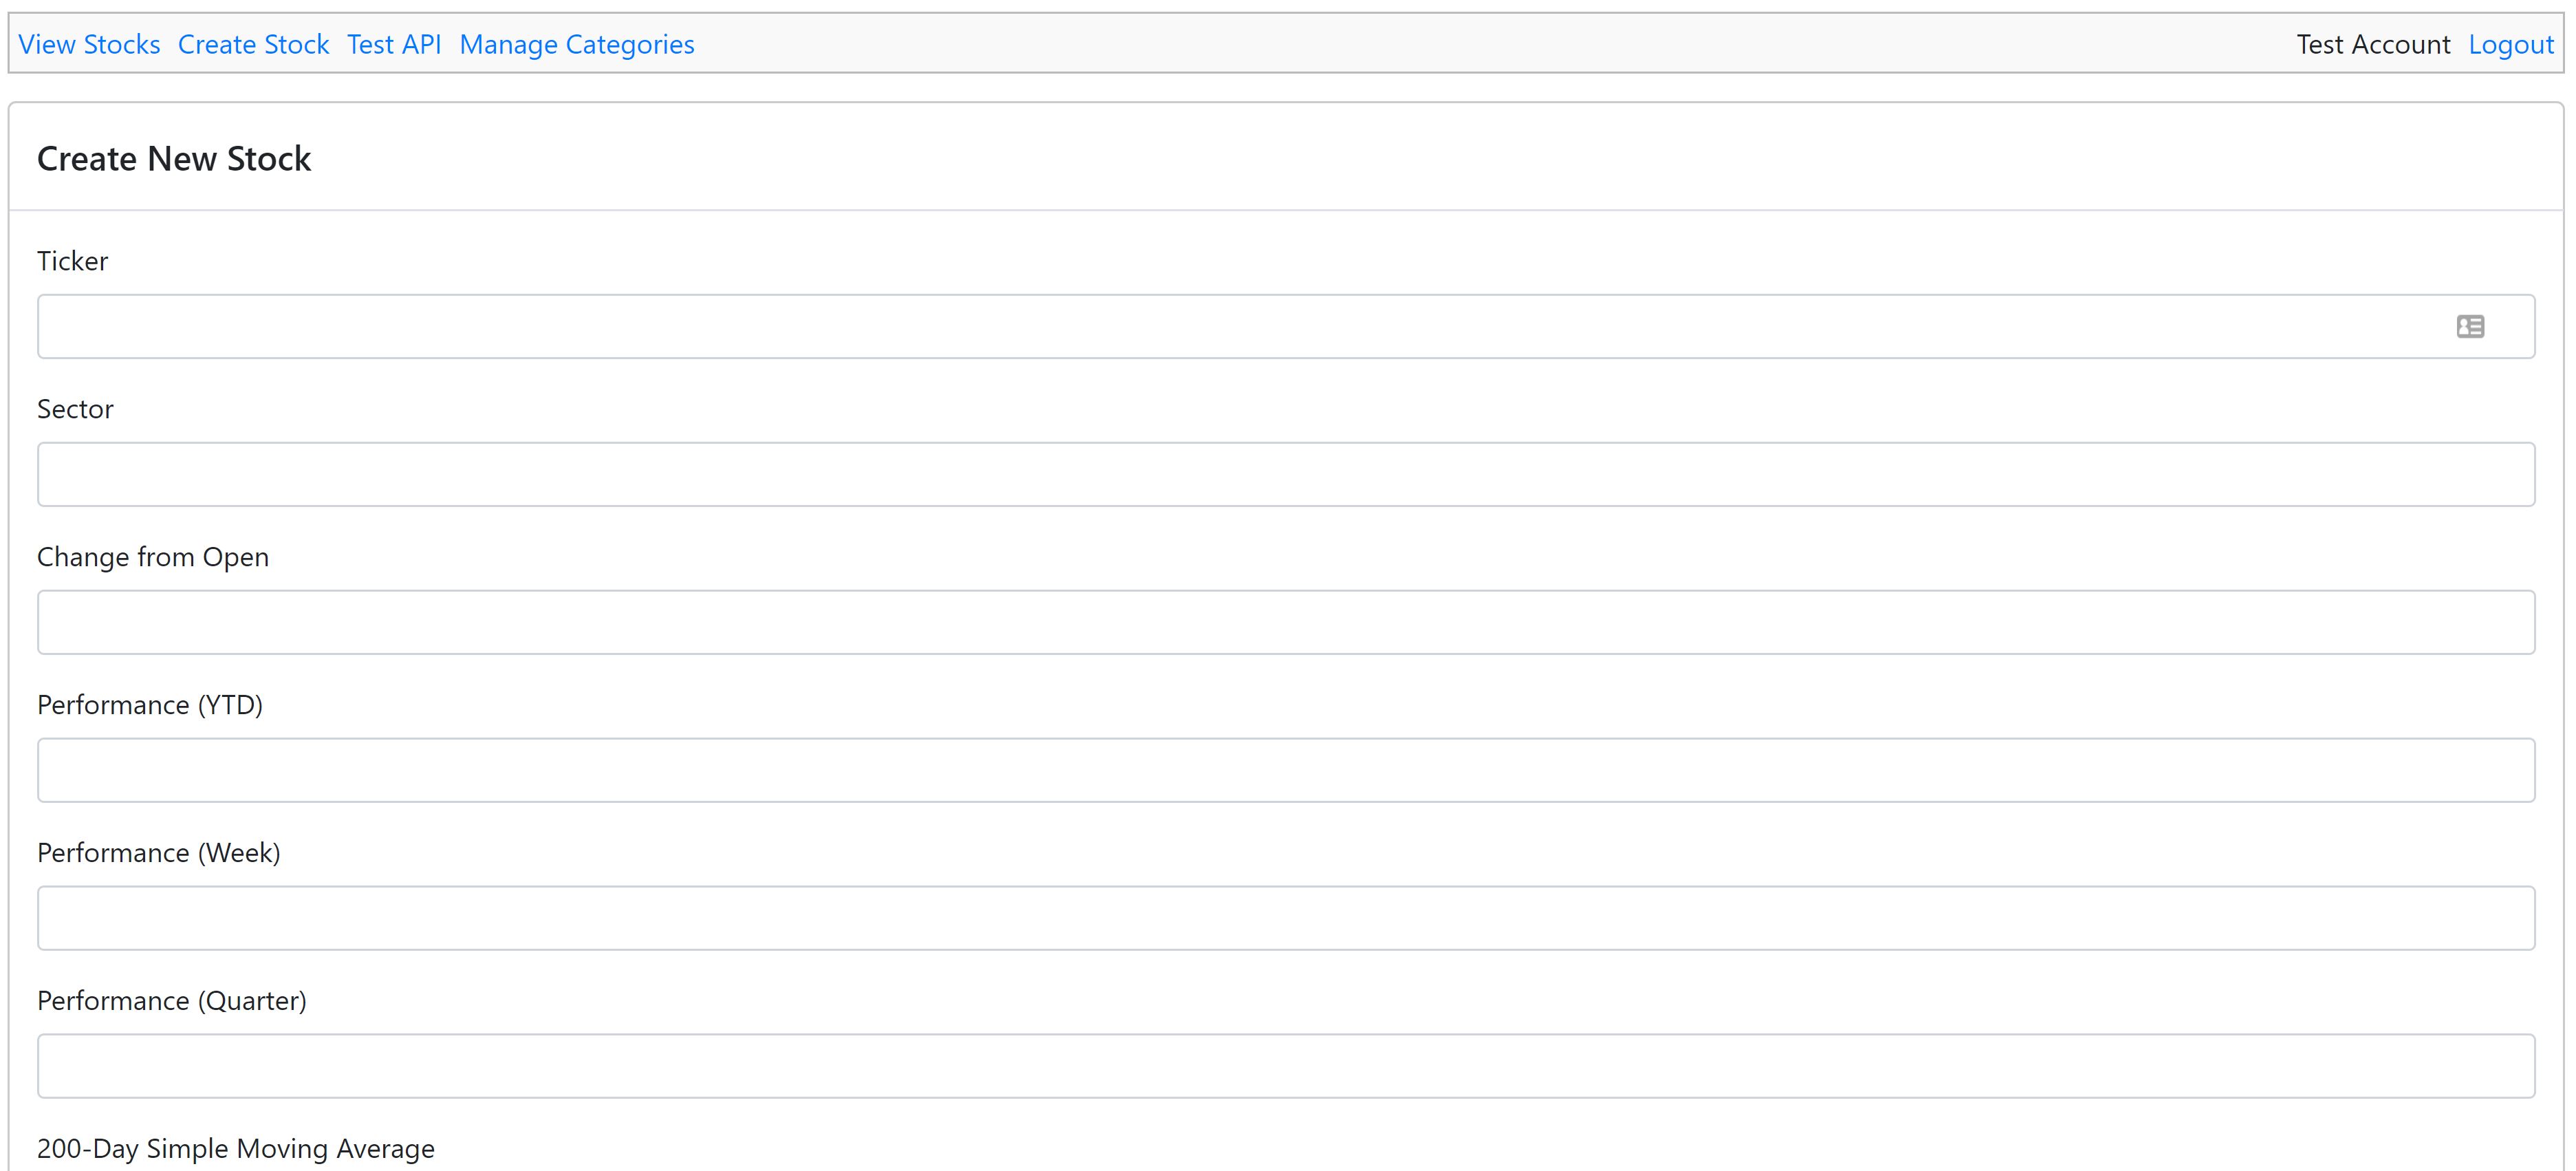 View Stocks Create Stock Test API Manage Categories Test Account Logout
Create New Stock
Ticker
Sector
Change from Open
Performance (YTD)
Performance (Week)
Performance (Quarter)
200-Day Simple Moving Average